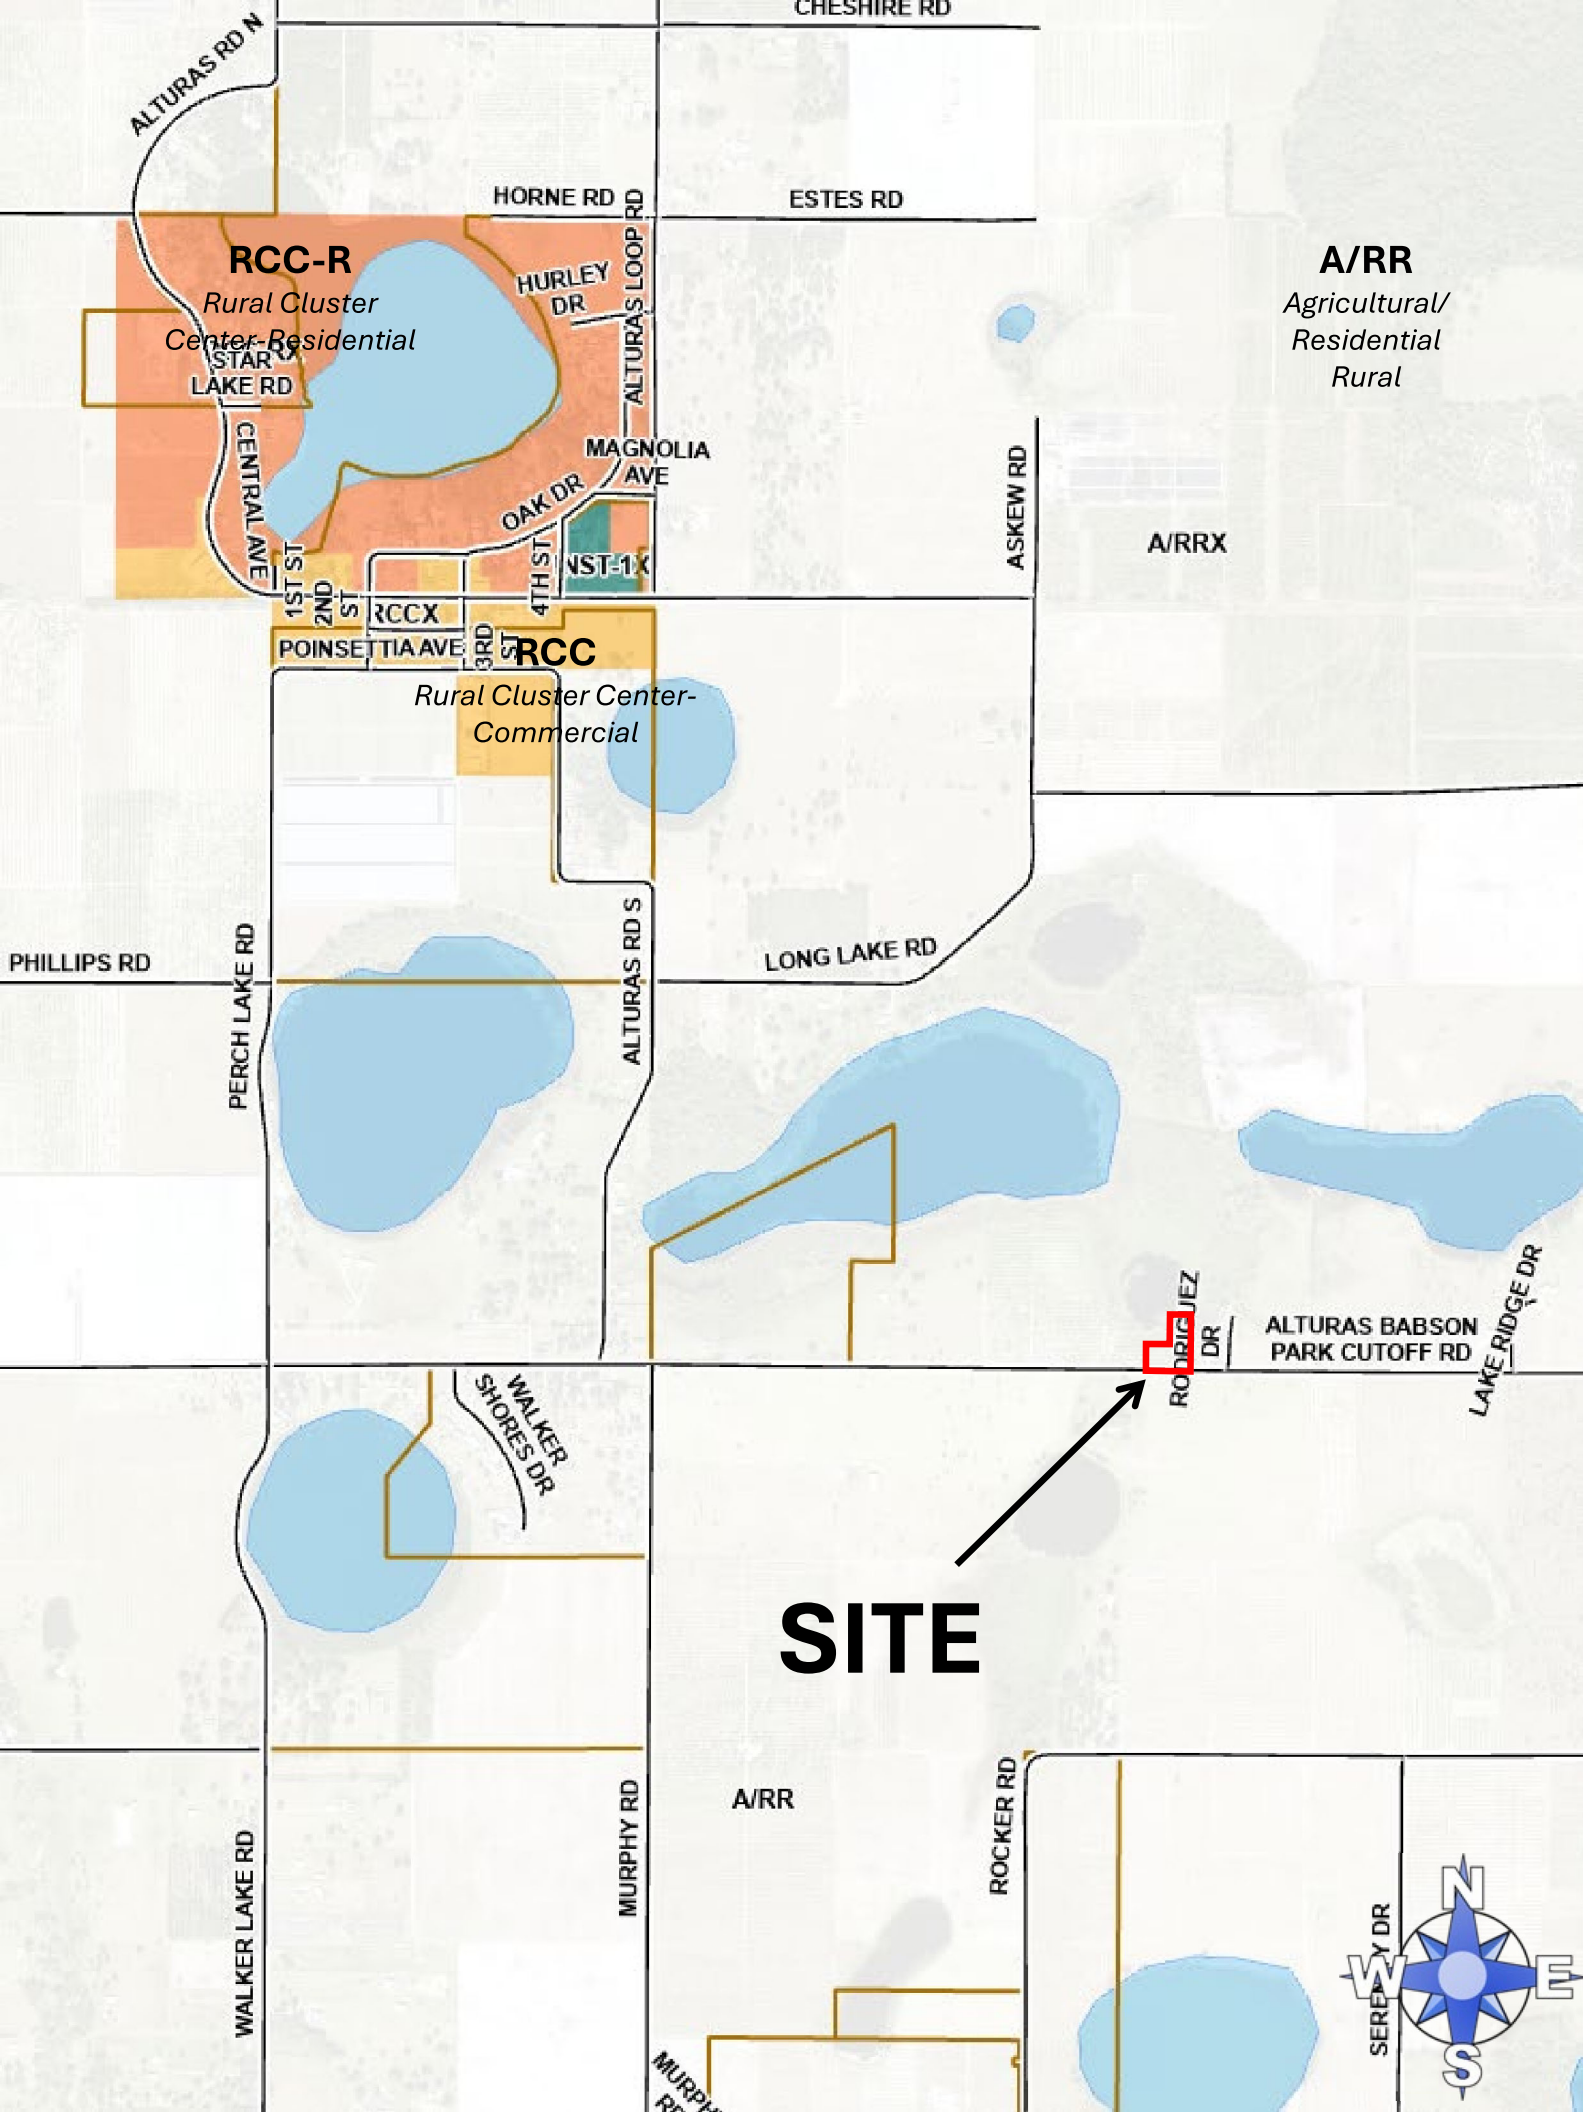 CHESHIRE RD
ALTURAS RD N
HORNE RD
ESTES RD
ALTURAS LOOP RD
RCC-R
Rural Cluster
Center-Residential
HURLEY
DR
A/RR
Agricultural/
Residential
Rural
STAR
LAKE RD
CENTRAL AVE
MAGNOLIA
AVE
OAK DR
ASKEW RD
A/RRX
1ST ST
2ND
ST
4TH ST
NST-1X
RCCX
POINSETTIA AVE
3RD
ST
RCC
Rural Cluster Center-
Commercial
PHILLIPS RD
PERCH LAKE RD
ALTURAS RD S
LONG LAKE RD
RODRIGUEZ
DR
ALTURAS BABSON
PARK CUTOFF RD
LAKE RIDGE DR
WALKER
SHORES DR
SITE
A/RR
MURPHY RD
ROCKER RD
WALKER LAKE RD
SERENITY DR
MURPHY
RD
N
W
E
S